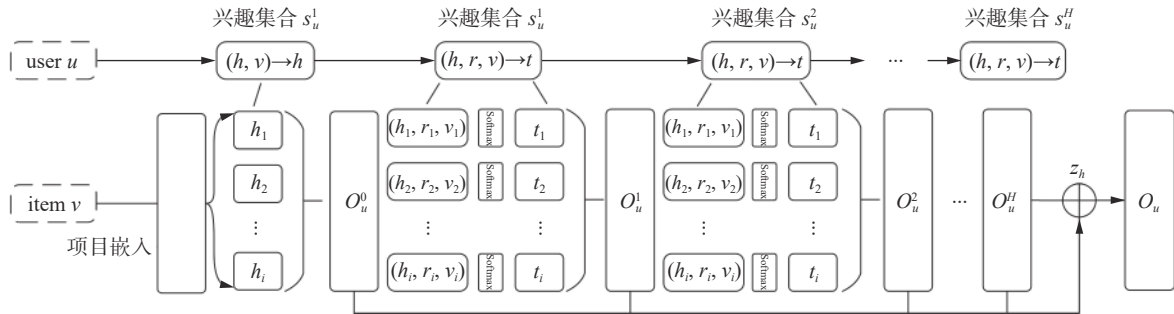 兴趣集合 s_u^1
兴趣集合 s_u^1
兴趣集合 s_u^2
兴趣集合 s_u^H
user u
(h, v)→h
(h, r, v)→t
(h, r, v)→t
...
(h, r, v)→t
item v
项目嵌入
h_1
h_2
⋮
h_i
O_u^0
(h_1, r_1, v_1)
Softmax
t_1
(h_2, r_2, v_2)
Softmax
t_2
⋮
⋮
(h_i, r_i, v_i)
Softmax
t_i
O_u^1
(h_1, r_1, v_1)
Softmax
t_1
(h_2, r_2, v_2)
Softmax
t_2
⋮
⋮
(h_i, r_i, v_i)
Softmax
t_i
O_u^2
...
O_u^H
z_h
O_u